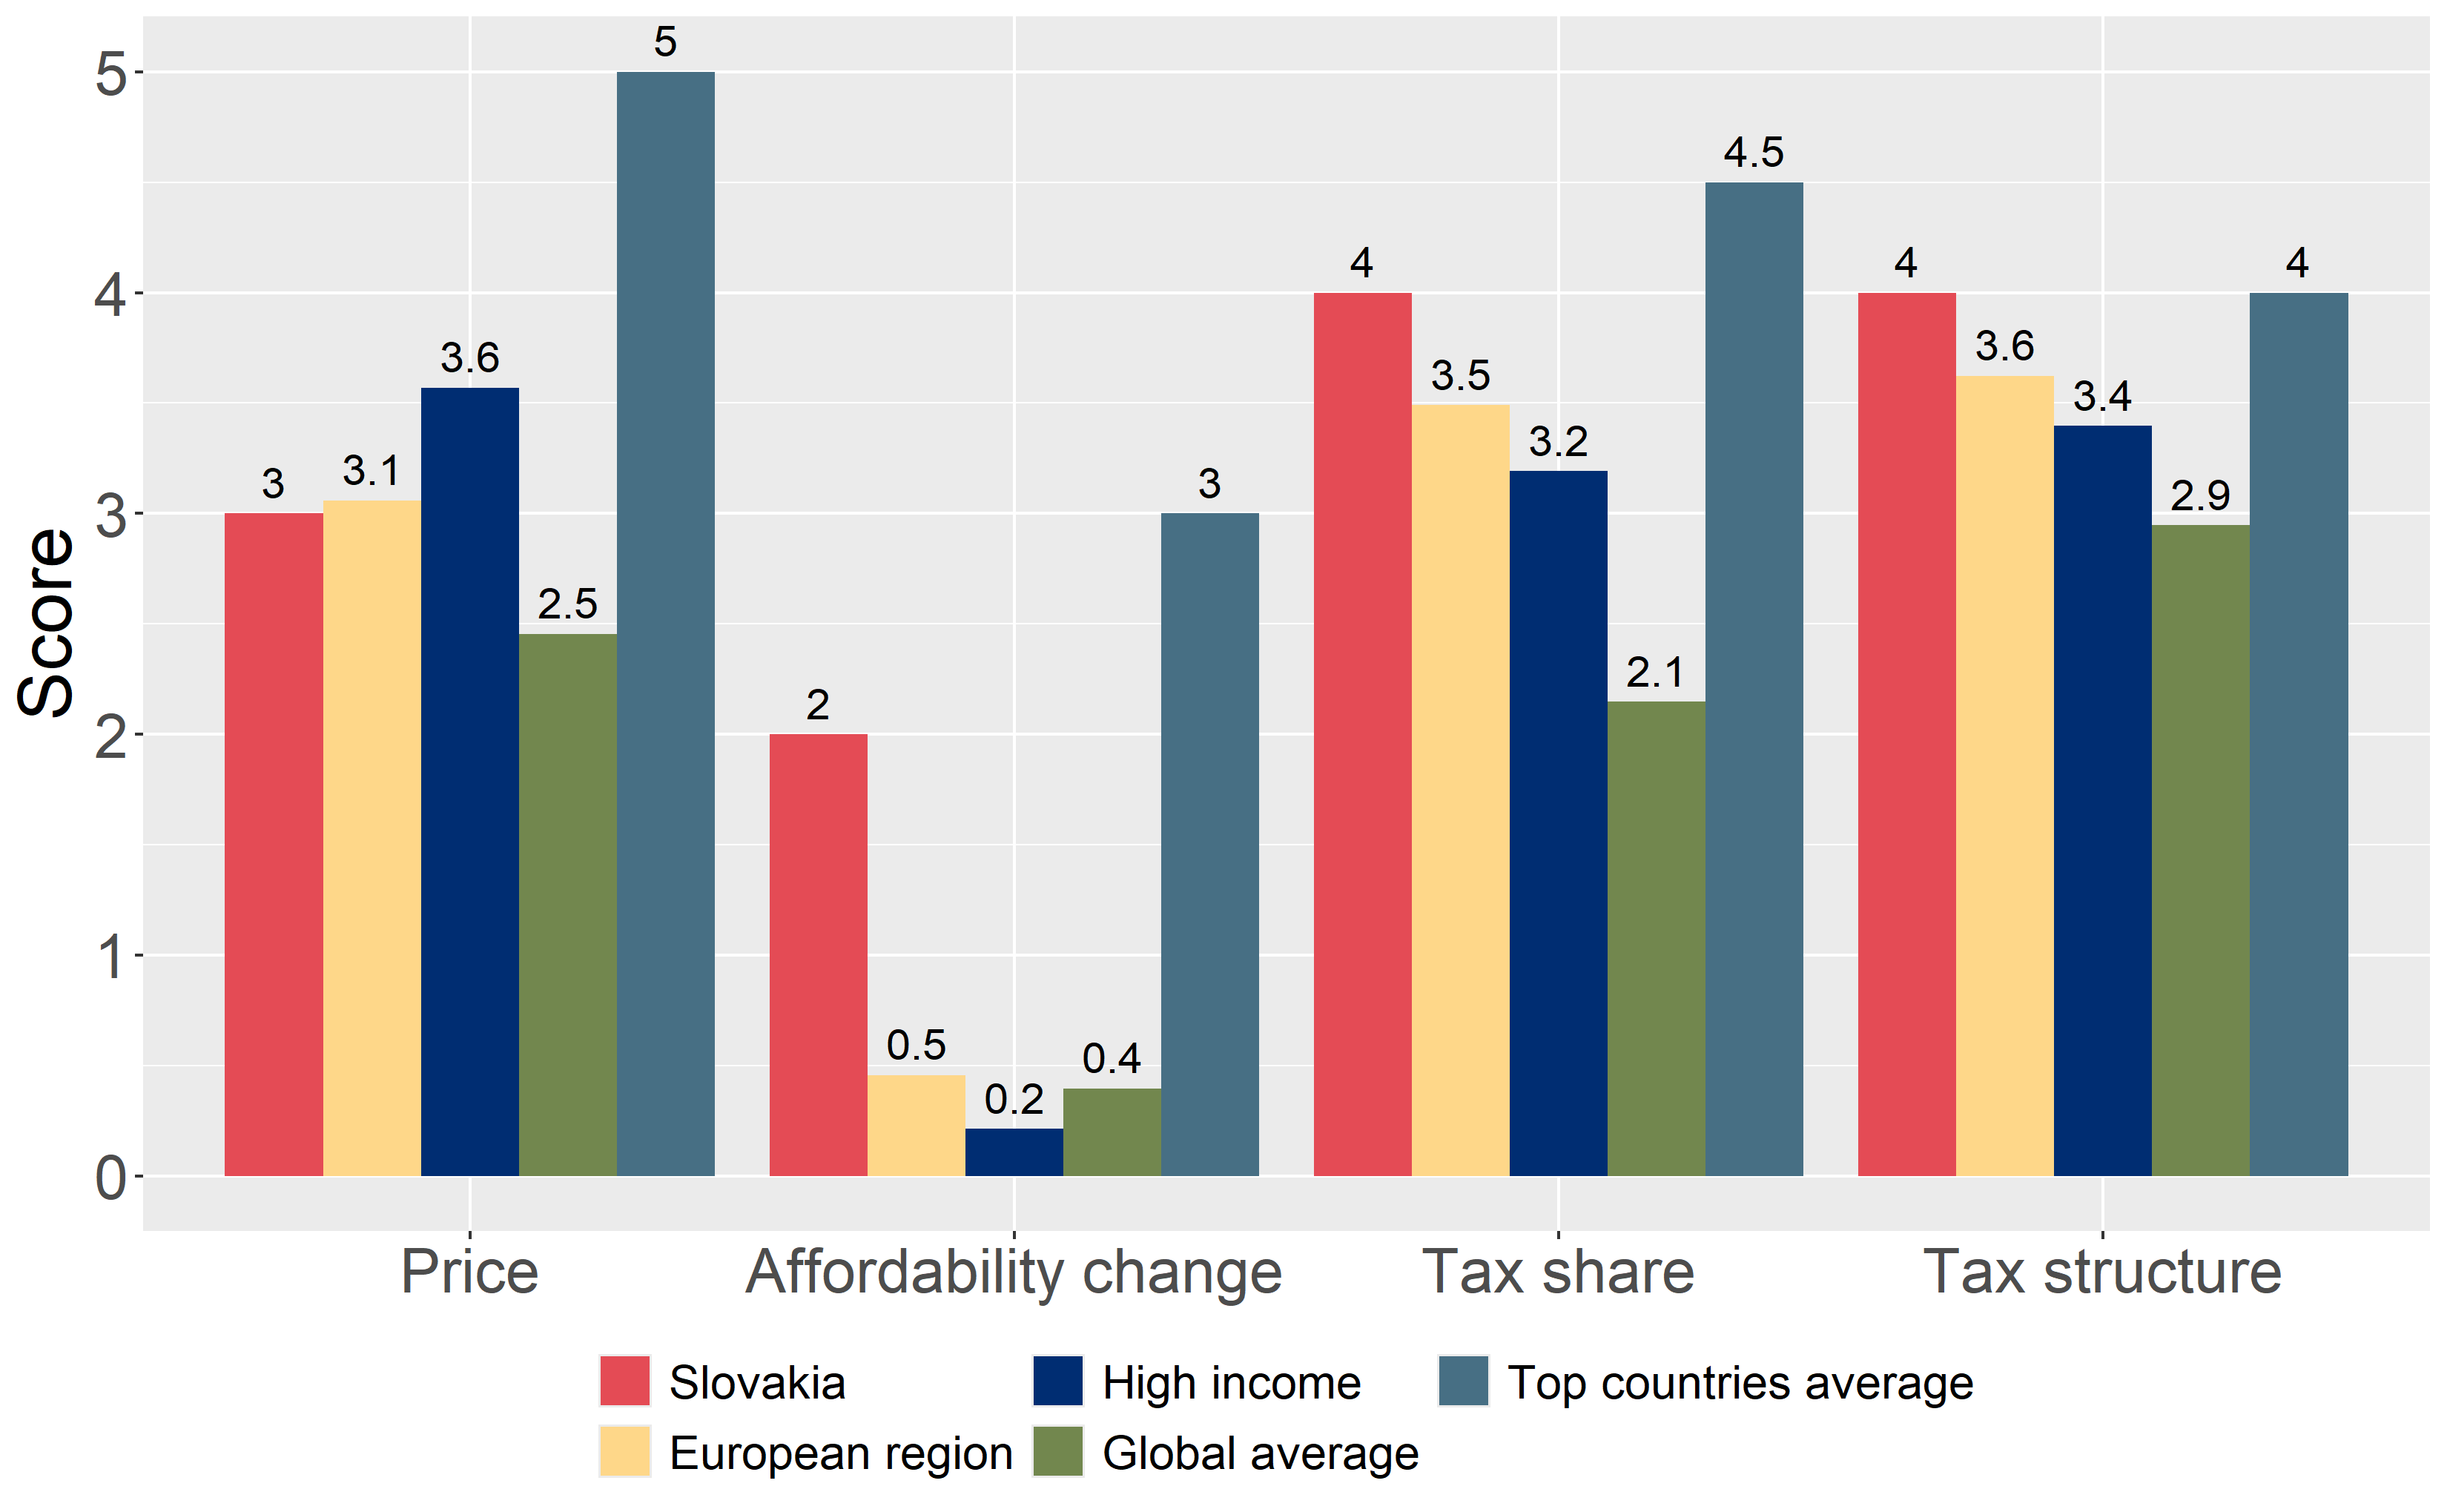 Score
5
4
3
2
1
0
3
3.1
3.6
2.5
5
2
0.5
0.2
0.4
3
4
3.5
3.2
2.1
4.5
4
3.6
3.4
2.9
4
Price
Affordability change
Tax share
Tax structure
Slovakia
High income
Top countries average
European region
Global average